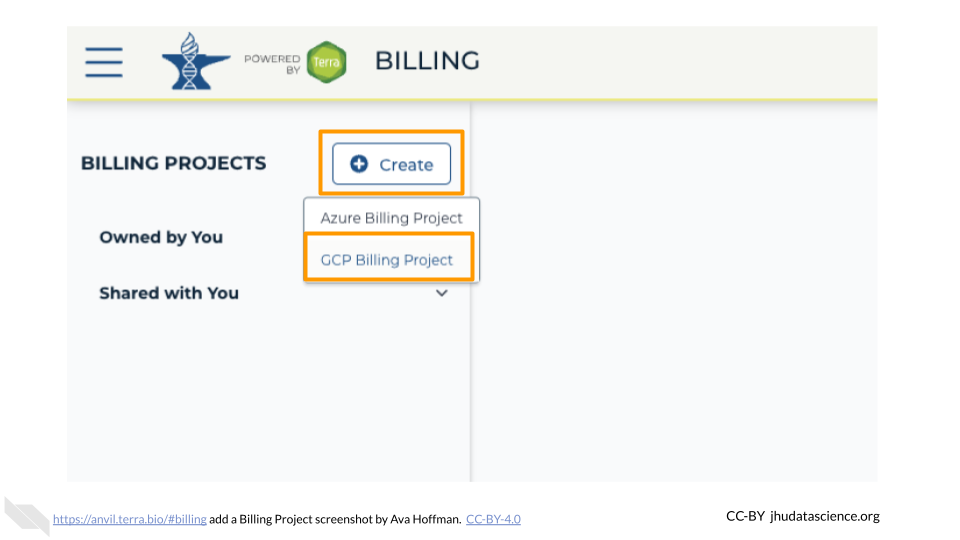 POWERED
BY
Terra
BILLING
BILLING PROJECTS
Create
Azure Billing Project
Owned by You
GCP Billing Project
Shared with You
https://anvil.terra.bio/#billing add a Billing Project screenshot by Ava Hoffman. CC-BY-4.0
CC-BY jhudatascience.org